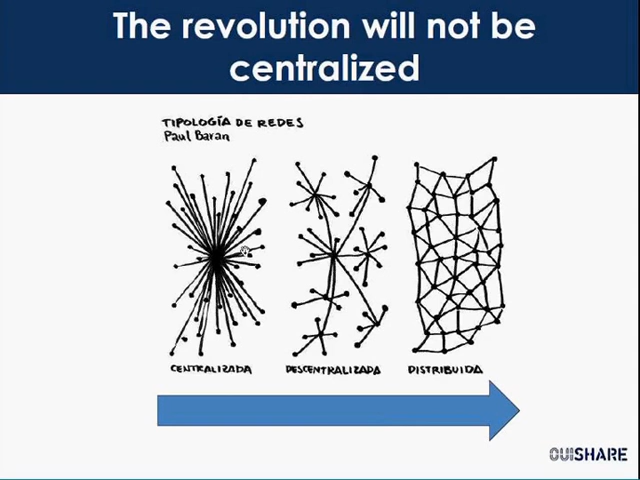 The revolution will not be
centralized
TIPOLOGÍA DE REDES
Paul Baran
CENTRALIZADA DESCENTRALIZADA DISTRIBUIDA
OUISHARE